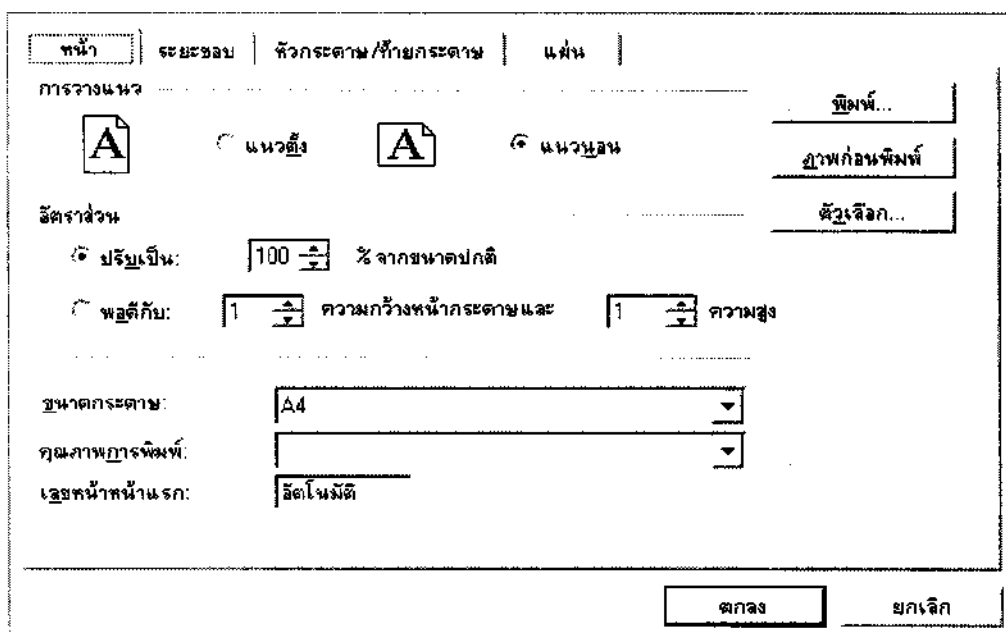 หน้า ระยะขอบ หัวกระดาษ/ท้ายกระดาษ แผ่น
การวางแนว
พิมพ์...
A แนวตั้ง A แนวนอน
ภาพก่อนพิมพ์
อัตราส่วน
ตัวเลือก...
ปรับเป็น: 100 % จากขนาดปกติ
พอดีกับ: 1 ความกว้างหน้ากระดาษและ 1 ความสูง
ขนาดกระดาษ: A4
คุณภาพการพิมพ์:
เลขหน้าหน้าแรก: อัตโนมัติ
ตกลง ยกเลิก